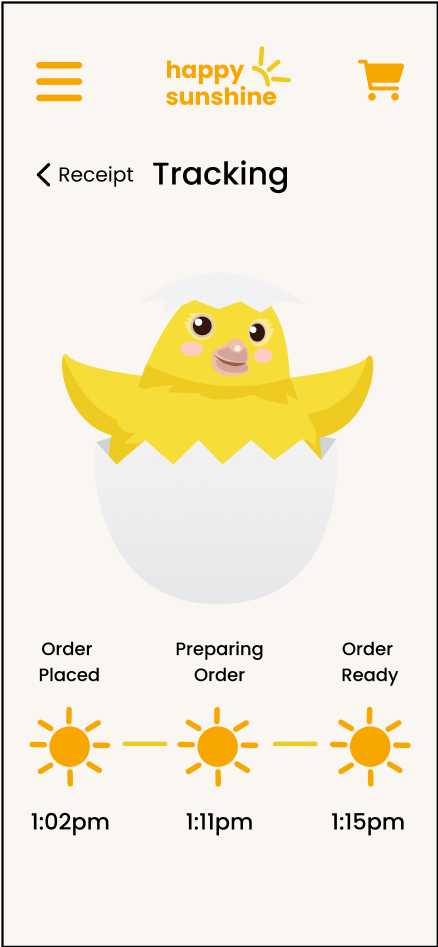 happy
sunshine
Receipt Tracking
Order Preparing Order
Placed Order Ready
1:02pm 1:11pm 1:15pm